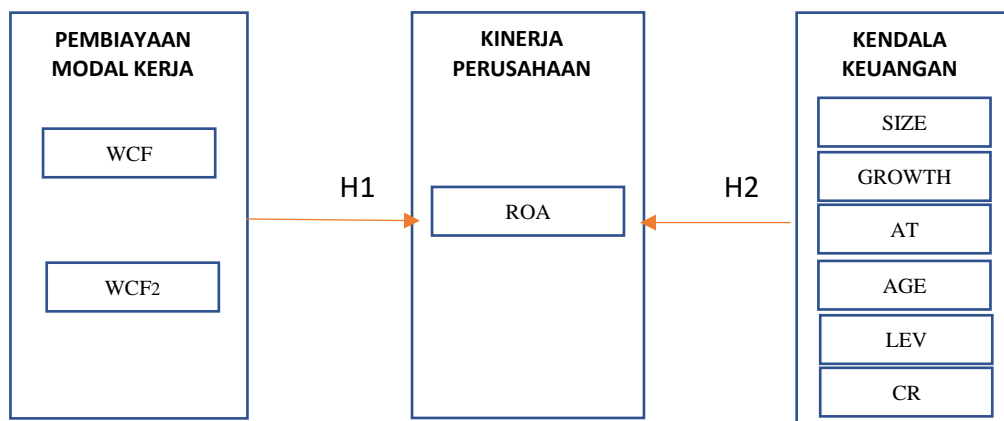 PEMBIAYAAN
MODAL KERJA
WCF
WCF2
H1
KINERJA
PERUSAHAAN
ROA
H2
KENDALA
KEUANGAN
SIZE
GROWTH
AT
AGE
LEV
CR